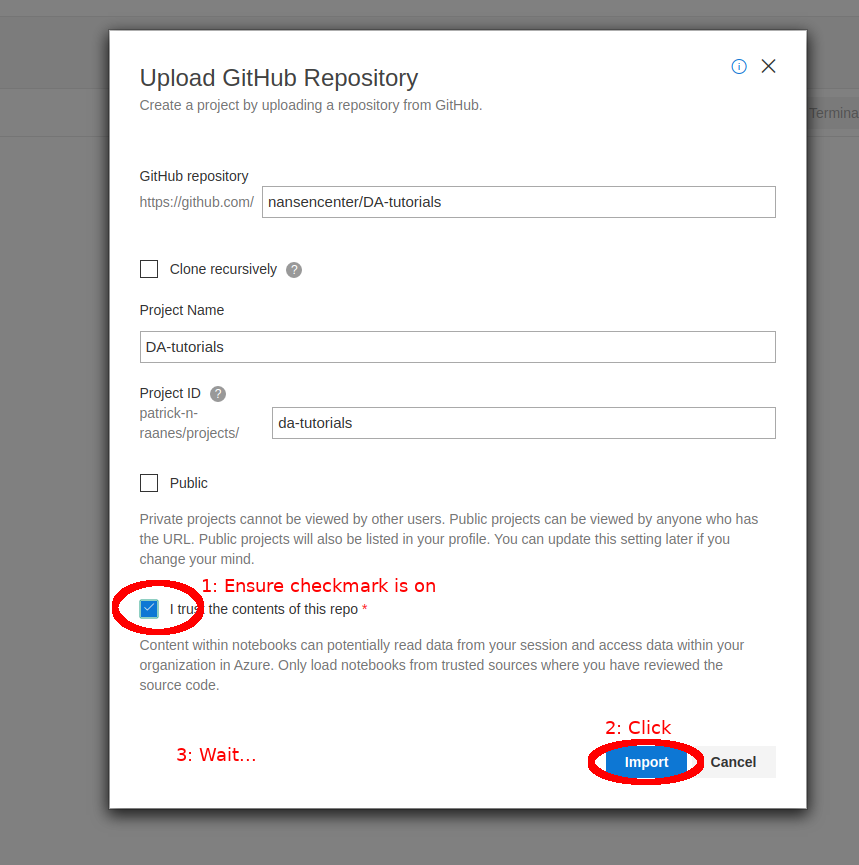 Upload GitHub Repository
Create a project by uploading a repository from GitHub.
Termina
GitHub repository
https://github.com/ nansencenter/DA-tutorials
Clone recursively ?
Project Name
DA-tutorials
Project ID ?
patrick-n-
raanes/projects/ da-tutorials
Public
Private projects cannot be viewed by other users. Public projects can be viewed by anyone who has
the URL. Public projects will also be listed in your profile. You can update this setting later if you
change your mind.
1: Ensure checkmark is on
I trust the contents of this repo *
Content within notebooks can potentially read data from your session and access data within your
organization in Azure. Only load notebooks from trusted sources where you have reviewed the
source code.
2: Click
3: Wait...
Import Cancel